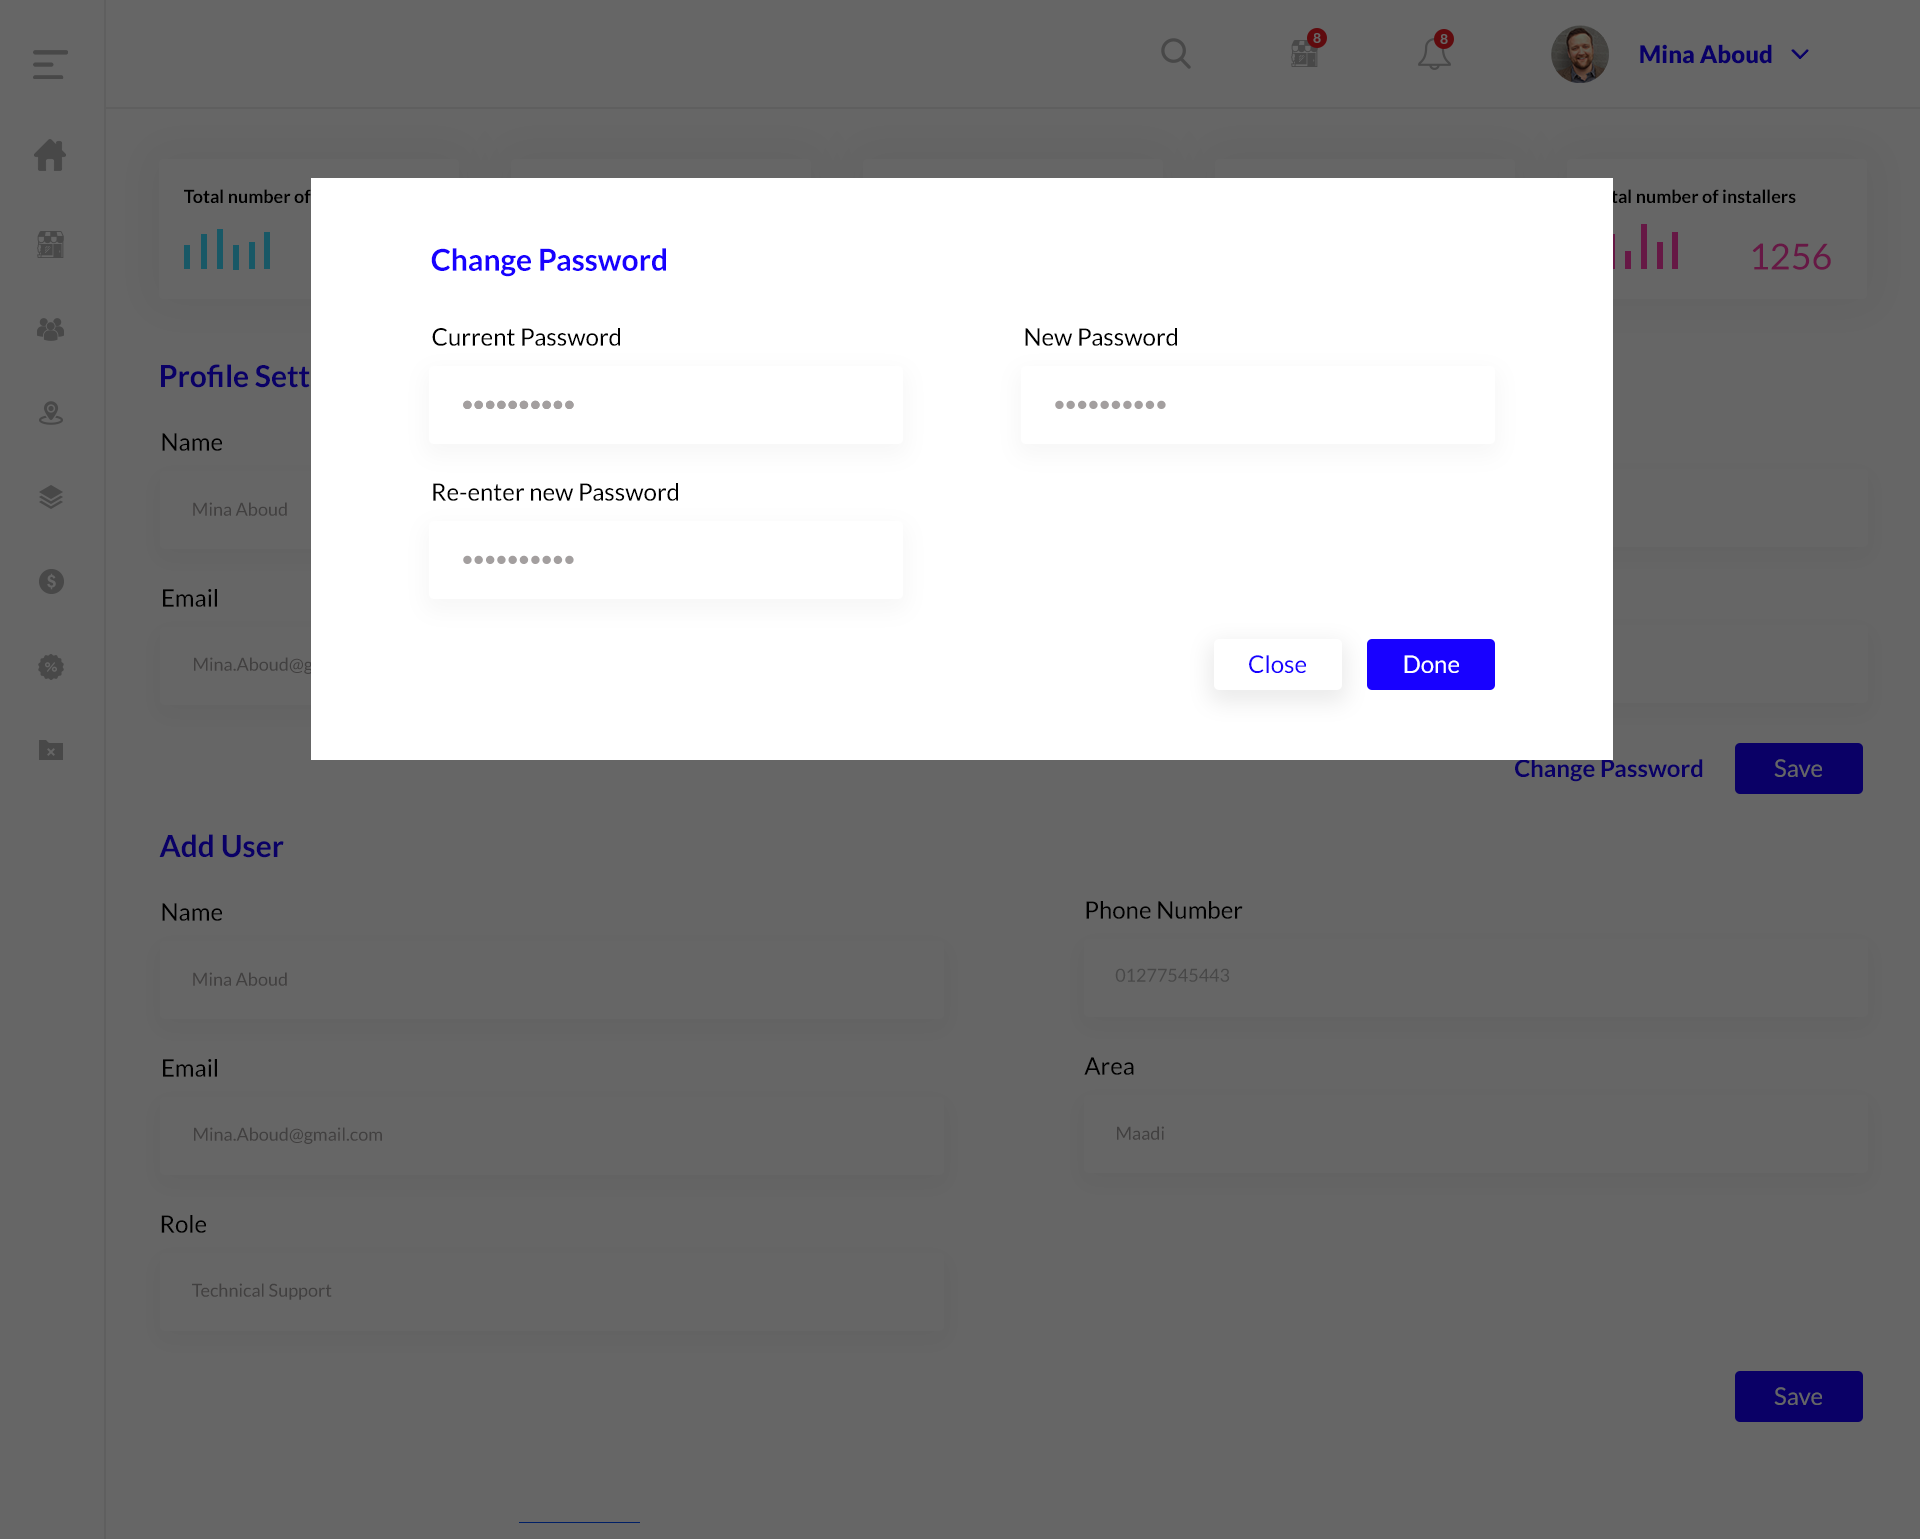 8
8
Mina Aboud
Total number of
tal number of installers
1256
Change Password
Current Password
New Password
••••••••••
••••••••••
Re-enter new Password
••••••••••
Close
Done
Profile Sett
Name
Mina Aboud
Email
Mina.Aboud@g
Change Password
Save
Add User
Name
Phone Number
Mina Aboud
01277545443
Email
Area
Mina.Aboud@gmail.com
Maadi
Role
Technical Support
Save